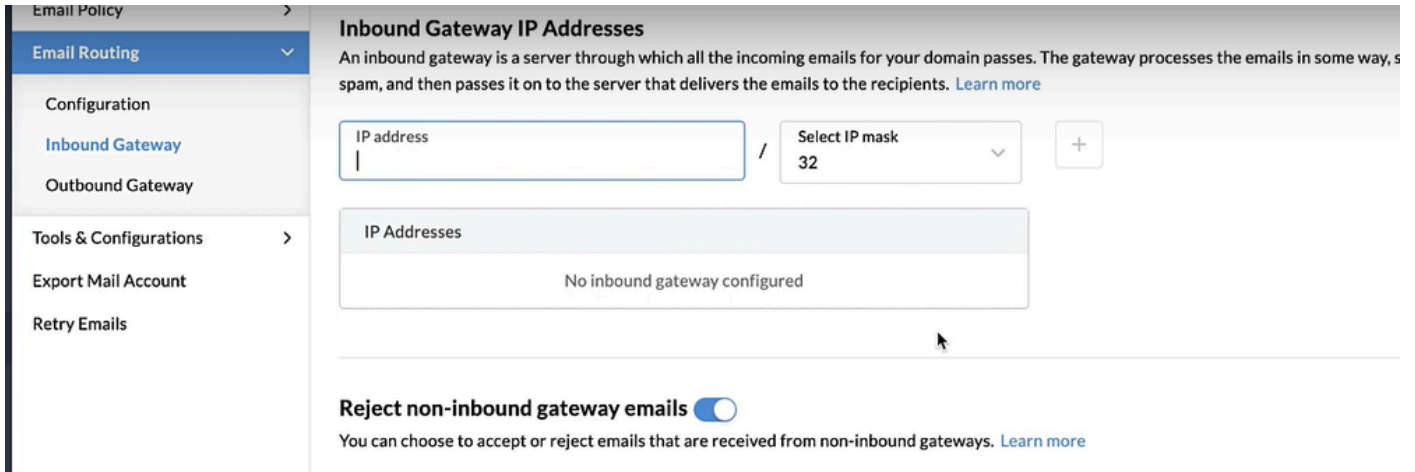 Email Policy
Email Routing
Configuration
Inbound Gateway
Outbound Gateway
Tools & Configurations
Export Mail Account
Retry Emails
Inbound Gateway IP Addresses
An inbound gateway is a server through which all the incoming emails for your domain passes. The gateway processes the emails in some way, s
spam, and then passes it on to the server that delivers the emails to the recipients. Learn more
IP address
/
Select IP mask
32
+
IP Addresses
No inbound gateway configured
Reject non-inbound gateway emails
You can choose to accept or reject emails that are received from non-inbound gateways. Learn more